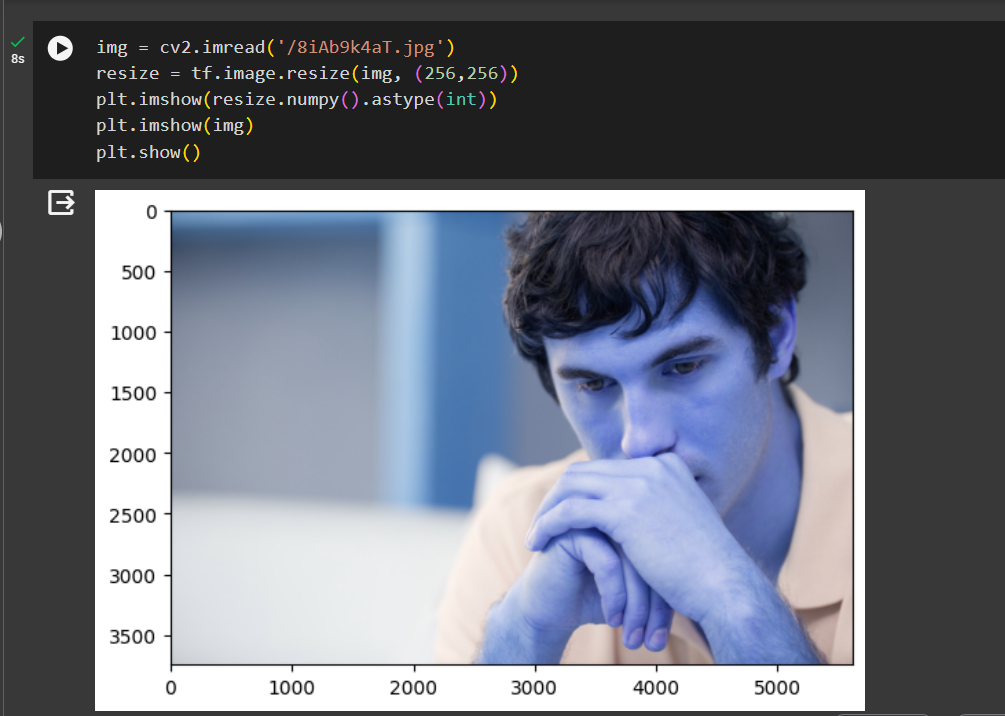 img = cv2.imread('/8iAb9k4aT.jpg')
resize = tf.image.resize(img, (256,256))
8s
plt.imshow(resize.numpy().astype(int))
plt.imshow(img)
plt.show()
0
500
1000
1500
2000
2500
3000
3500
0 1000 2000 3000 4000 5000